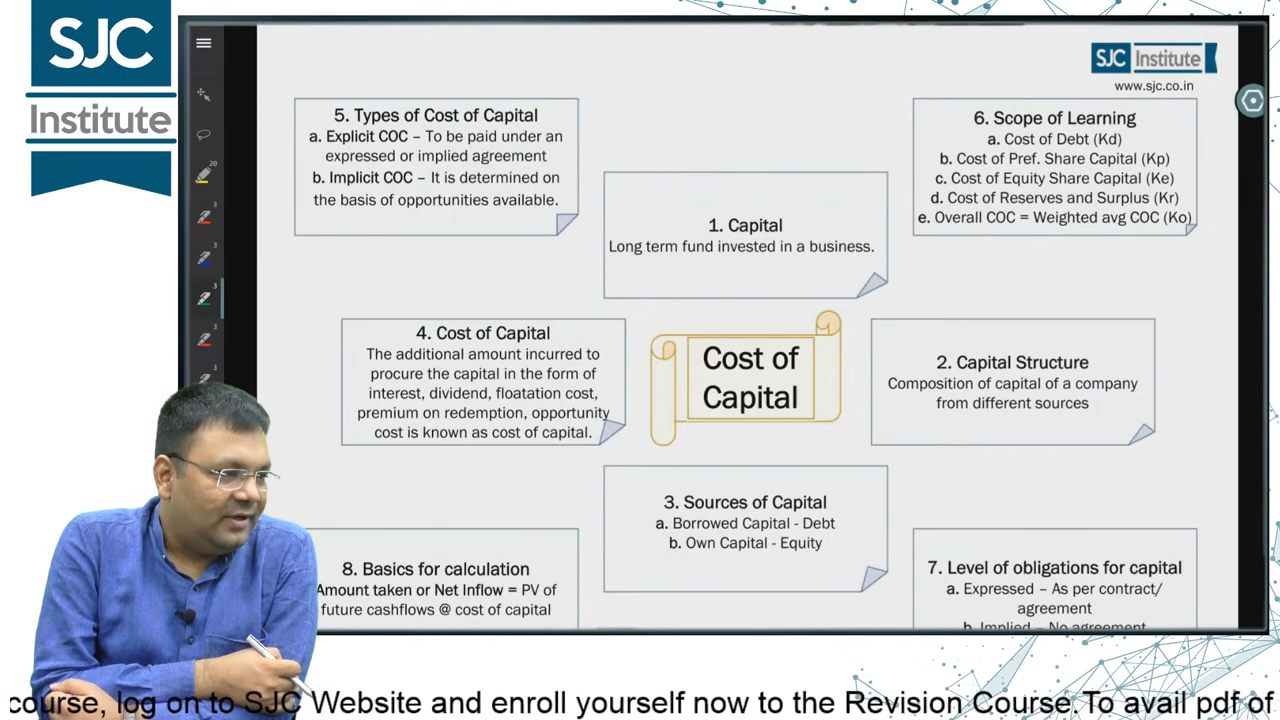 SJC
Institute
SJC Institute
www.sjc.co.in
5. Types of Cost of Capital
a. Explicit COC – To be paid under an
expressed or implied agreement
b. Implicit COC – It is determined on
the basis of opportunities available.
6. Scope of Learning
a. Cost of Debt (Kd)
b. Cost of Pref. Share Capital (Kp)
c. Cost of Equity Share Capital (Ke)
d. Cost of Reserves and Surplus (Kr)
e. Overall COC = Weighted avg COC (Ko)
1. Capital
Long term fund invested in a business.
4. Cost of Capital
The additional amount incurred to
procure the capital in the form of
interest, dividend, floatation cost,
premium on redemption, opportunity
cost is known as cost of capital.
Cost of
Capital
2. Capital Structure
Composition of capital of a company
from different sources
3. Sources of Capital
a. Borrowed Capital - Debt
b. Own Capital - Equity
8. Basics for calculation
Amount taken or Net Inflow = PV of
future cashflows @ cost of capital
7. Level of obligations for capital
a. Expressed – As per contract/
agreement
b. Implied – No agreement
20
3
3
3
3
3
course, log on to SJC Website and enroll yourself now to the Revision Course.To avail pdf of